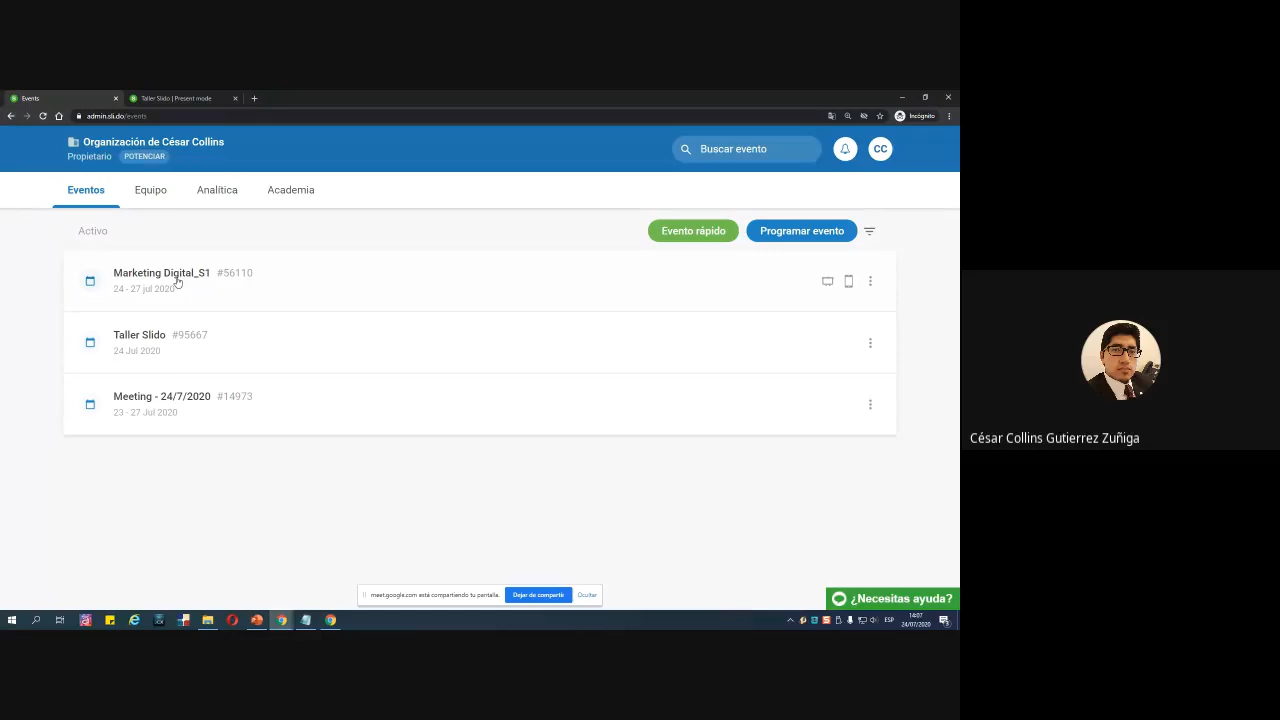 Events
Taller Slido | Present mode
admin.sli.do/events
Incógnito
Organización de César Collins
Propietario POTENCIAR
Buscar evento
CC
Eventos Equipo Analítica Academia
Activo
Evento rápido
Programar evento
Marketing Digital_S1 #56110
24 - 27 jul 2020
Taller Slido #95667
24 Jul 2020
Meeting - 24/7/2020 #14973
23 - 27 Jul 2020
César Collins Gutierrez Zuñiga
meet.google.com está compartiendo tu pantalla.
Dejar de compartir
Ocultar
¿Necesitas ayuda?
ESP
14:07
24/07/2020